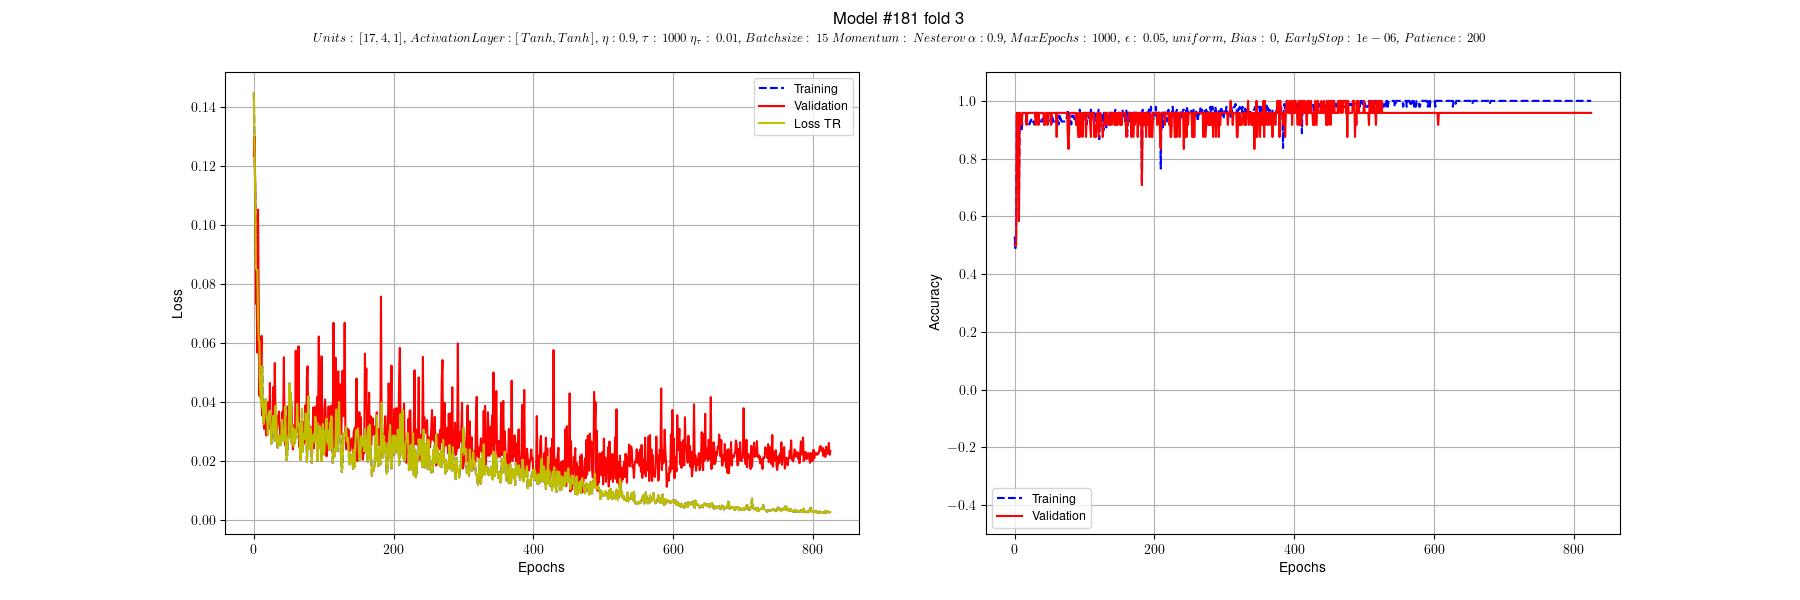 Model #181 fold 3
Units : [17, 4, 1], ActivationLayer : [Tanh, Tanh], η : 0.9, τ : 1000 ητ : 0.01, Batchsize : 15 Momentum : Nesterov α : 0.9, MaxEpochs : 1000, ϵ : 0.05, uniform, Bias : 0, EarlyStop : 1e − 06, Patience : 200
0.14
0.12
0.10
0.08
0.06
0.04
0.02
0.00
Loss
Training
Validation
Loss TR
0 200 400 600 800
Epochs
1.0
0.8
0.6
0.4
0.2
0.0
−0.2
−0.4
Accuracy
Training
Validation
0 200 400 600 800
Epochs